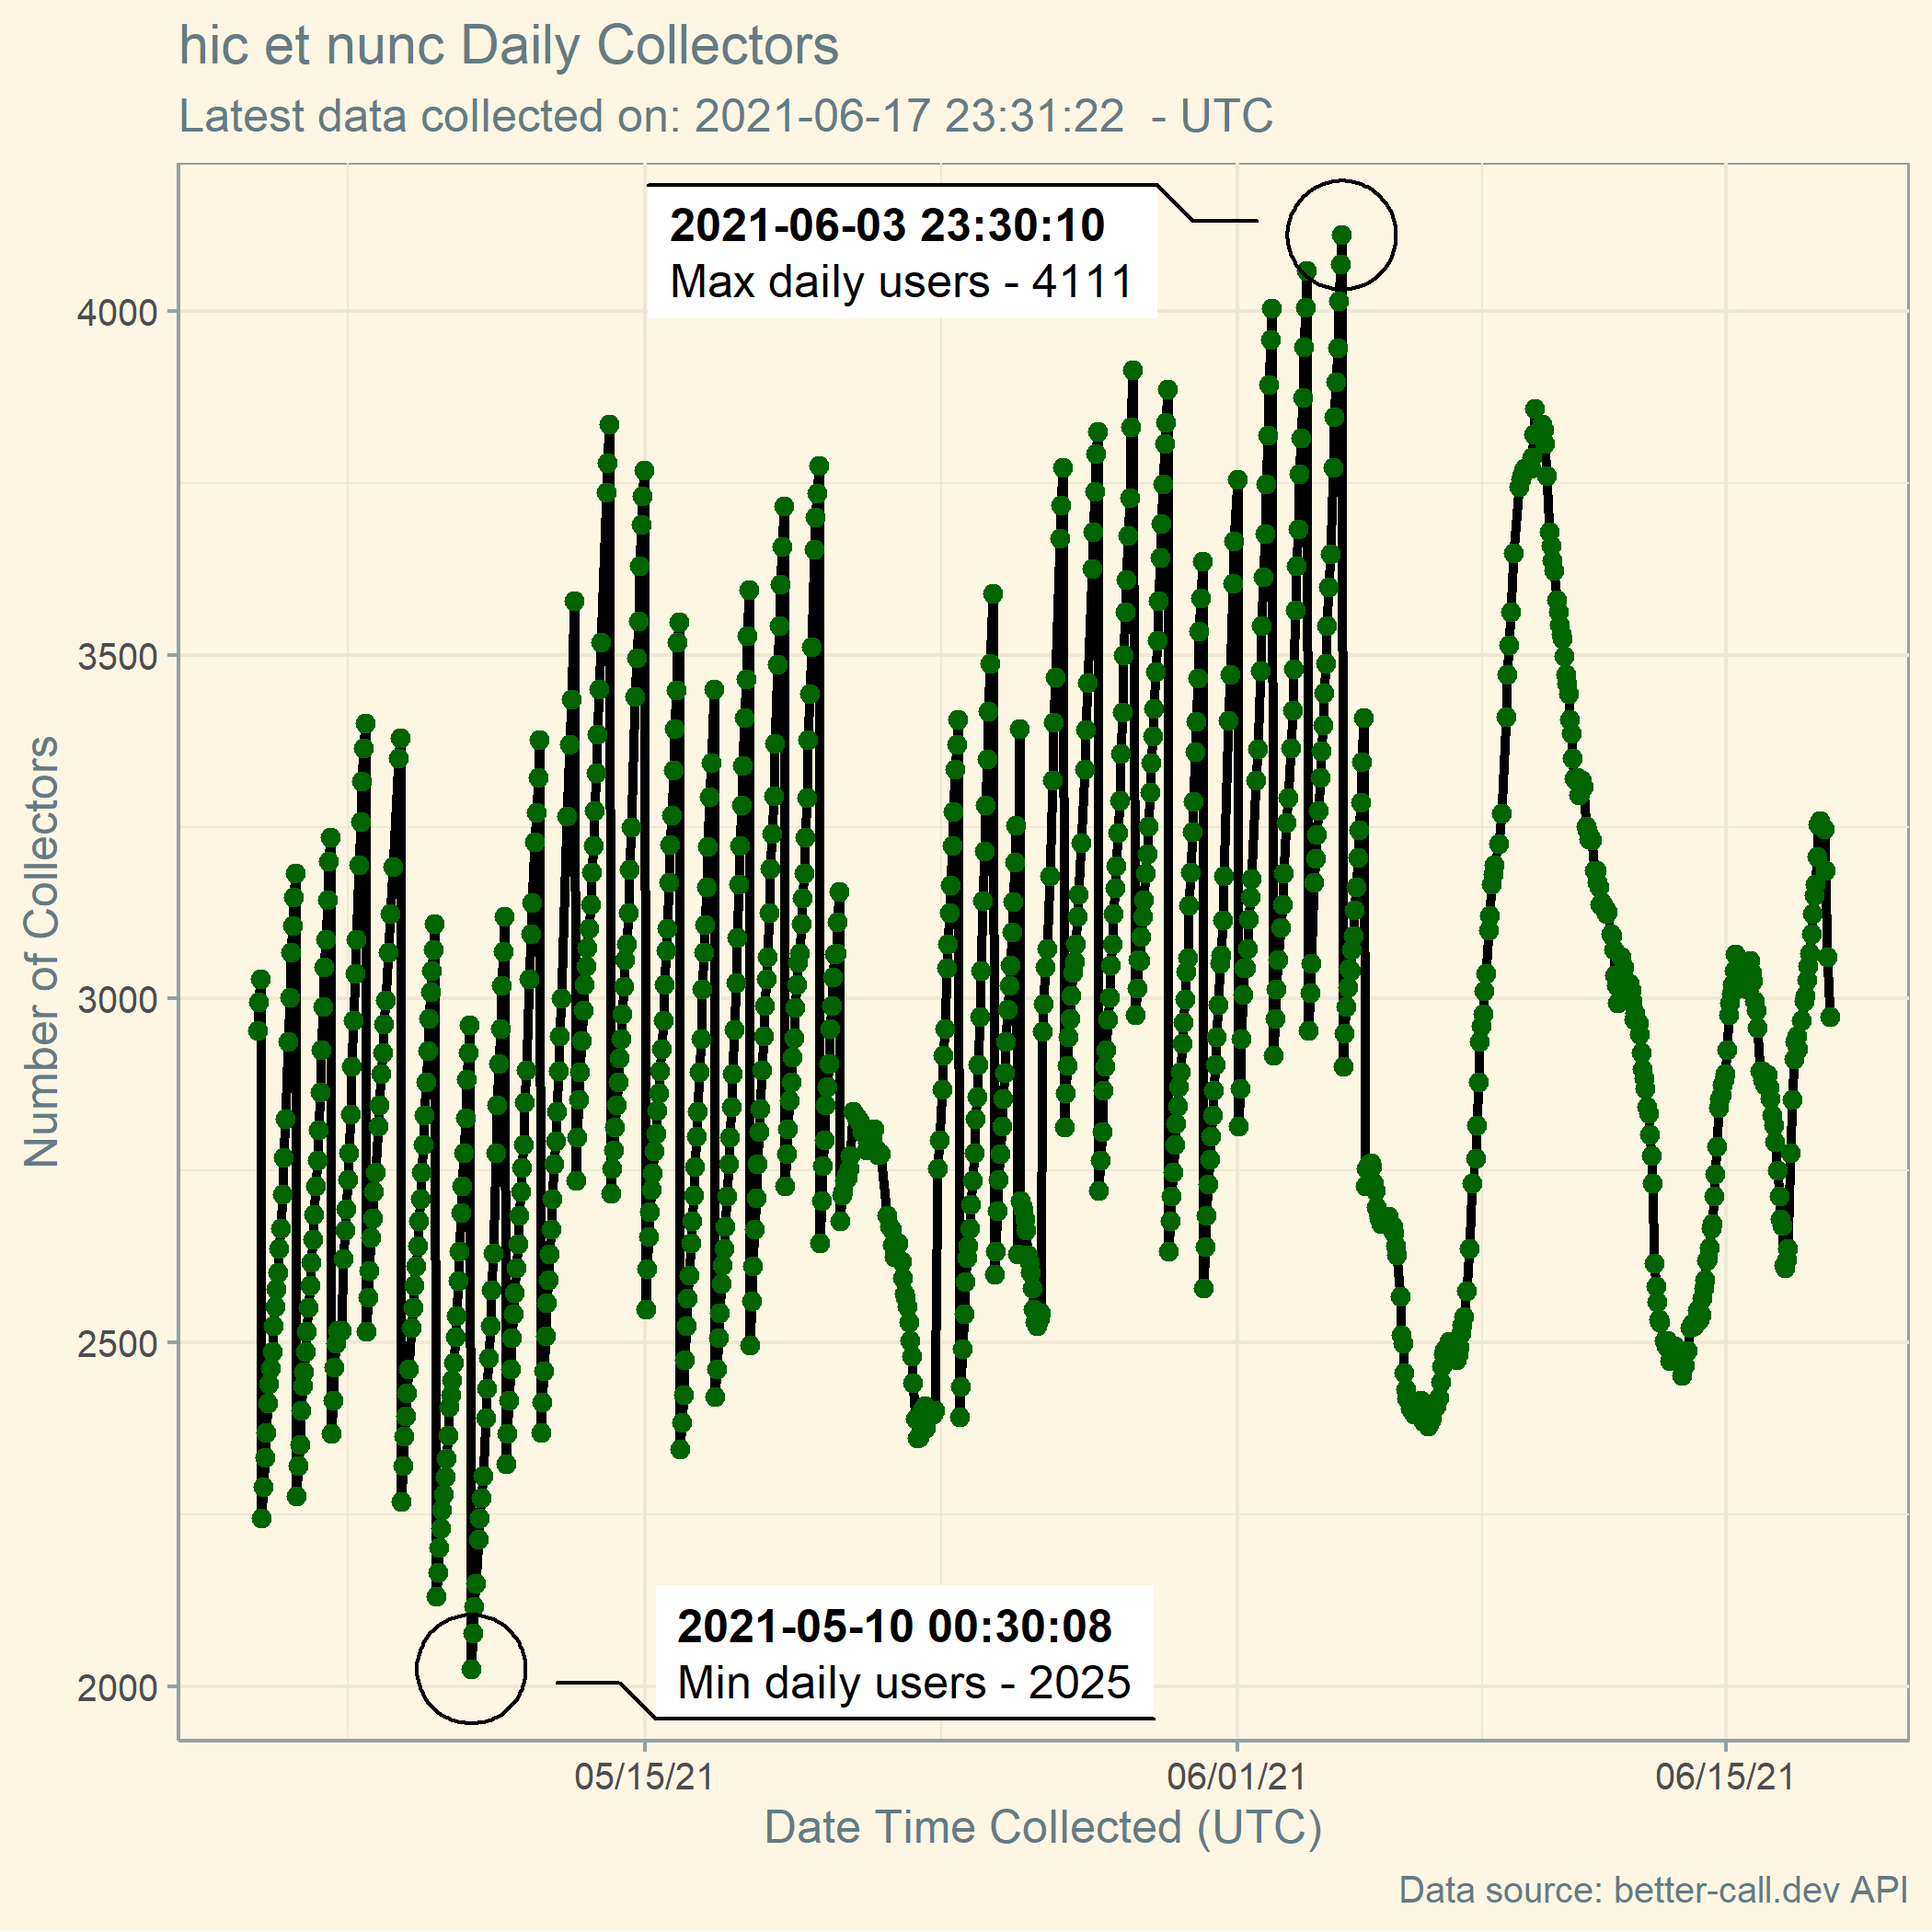 hic et nunc Daily Collectors
Latest data collected on: 2021-06-17 23:31:22  - UTC
2021-06-03 23:30:10
Max daily users - 4111
4000
3500
3000
2500
2000
Number of Collectors
2021-05-10 00:30:08
Min daily users - 2025
05/15/21
06/01/21
06/15/21
Date Time Collected (UTC)
Data source: better-call.dev API